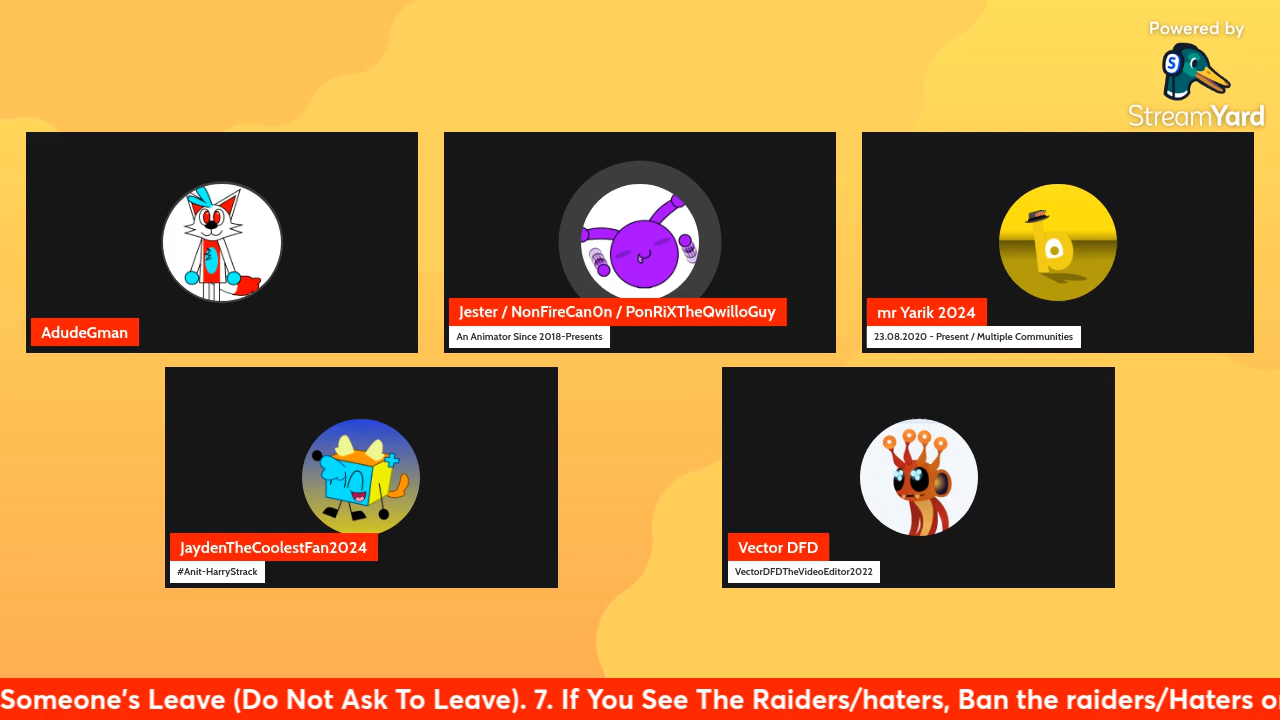 Powered by
S
StreamYard
AdudeGman
Jester / NonFireCan0n / PonRiXTheQwilloGuy
An Animator Since 2018-Presents
mr Yarik 2024
23.08.2020 - Present / Multiple Communities
JaydenTheCoolestFan2024
#Anit-HarryStrack
Vector DFD
VectorDFDTheVideoEditor2022
Someone's Leave (Do Not Ask To Leave). 7. If You See The Raiders/haters, Ban the raiders/Haters